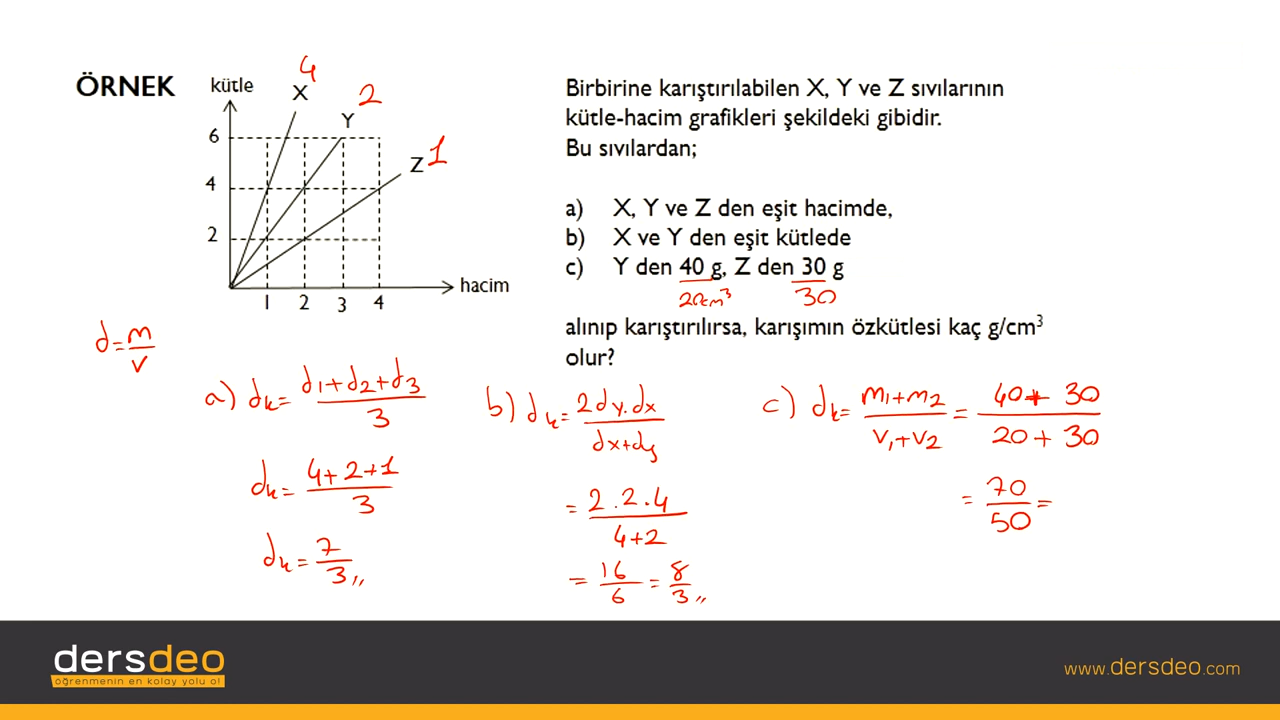 ÖRNEK
kütle
X 4
Y 2
Z 1
6
4
2
1 2 3 4
hacim
Birbirine karıştırılabilen X, Y ve Z sıvılarının
kütle-hacim grafikleri şekildeki gibidir.
Bu sıvılardan;
a) X, Y ve Z den eşit hacimde,
b) X ve Y den eşit kütlede
c) Y den 40 g, Z den 30 g
20cm³ 30
alınıp karıştırılırsa, karışımın özkütlesi kaç g/cm³
olur?
d = m/v
a) dk = (d1+d2+d3)/3
dk = (4+2+1)/3
dk = 7/3,,
b) dk = (2dy.dx)/(dx+dy)
= (2.2.4)/(4+2)
= 16/6 = 8/3,,
c) dk = (m1+m2)/(v1+v2) = (40+30)/(20+30)
= 70/50 =
dersdeo
öğrenmenin en kolay yolu o!
www.dersdeo.com